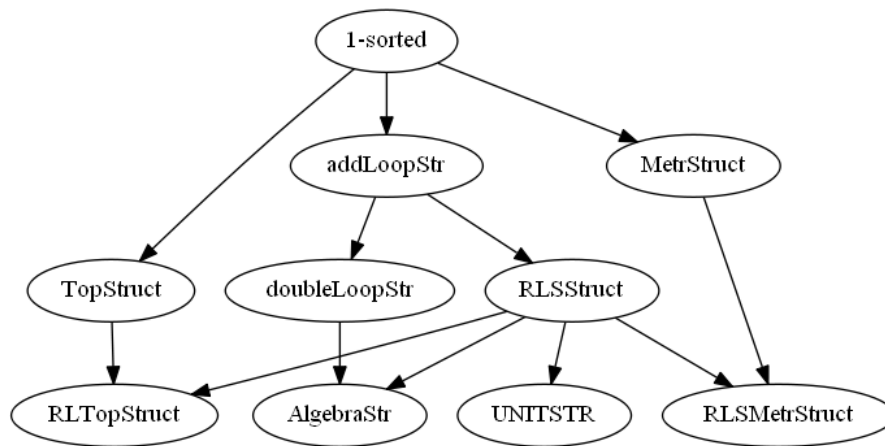 1-sorted
addLoopStr
MetrStruct
TopStruct
doubleLoopStr
RLSStruct
RLTopStruct
AlgebraStr
UNITSTR
RLSMetrStruct